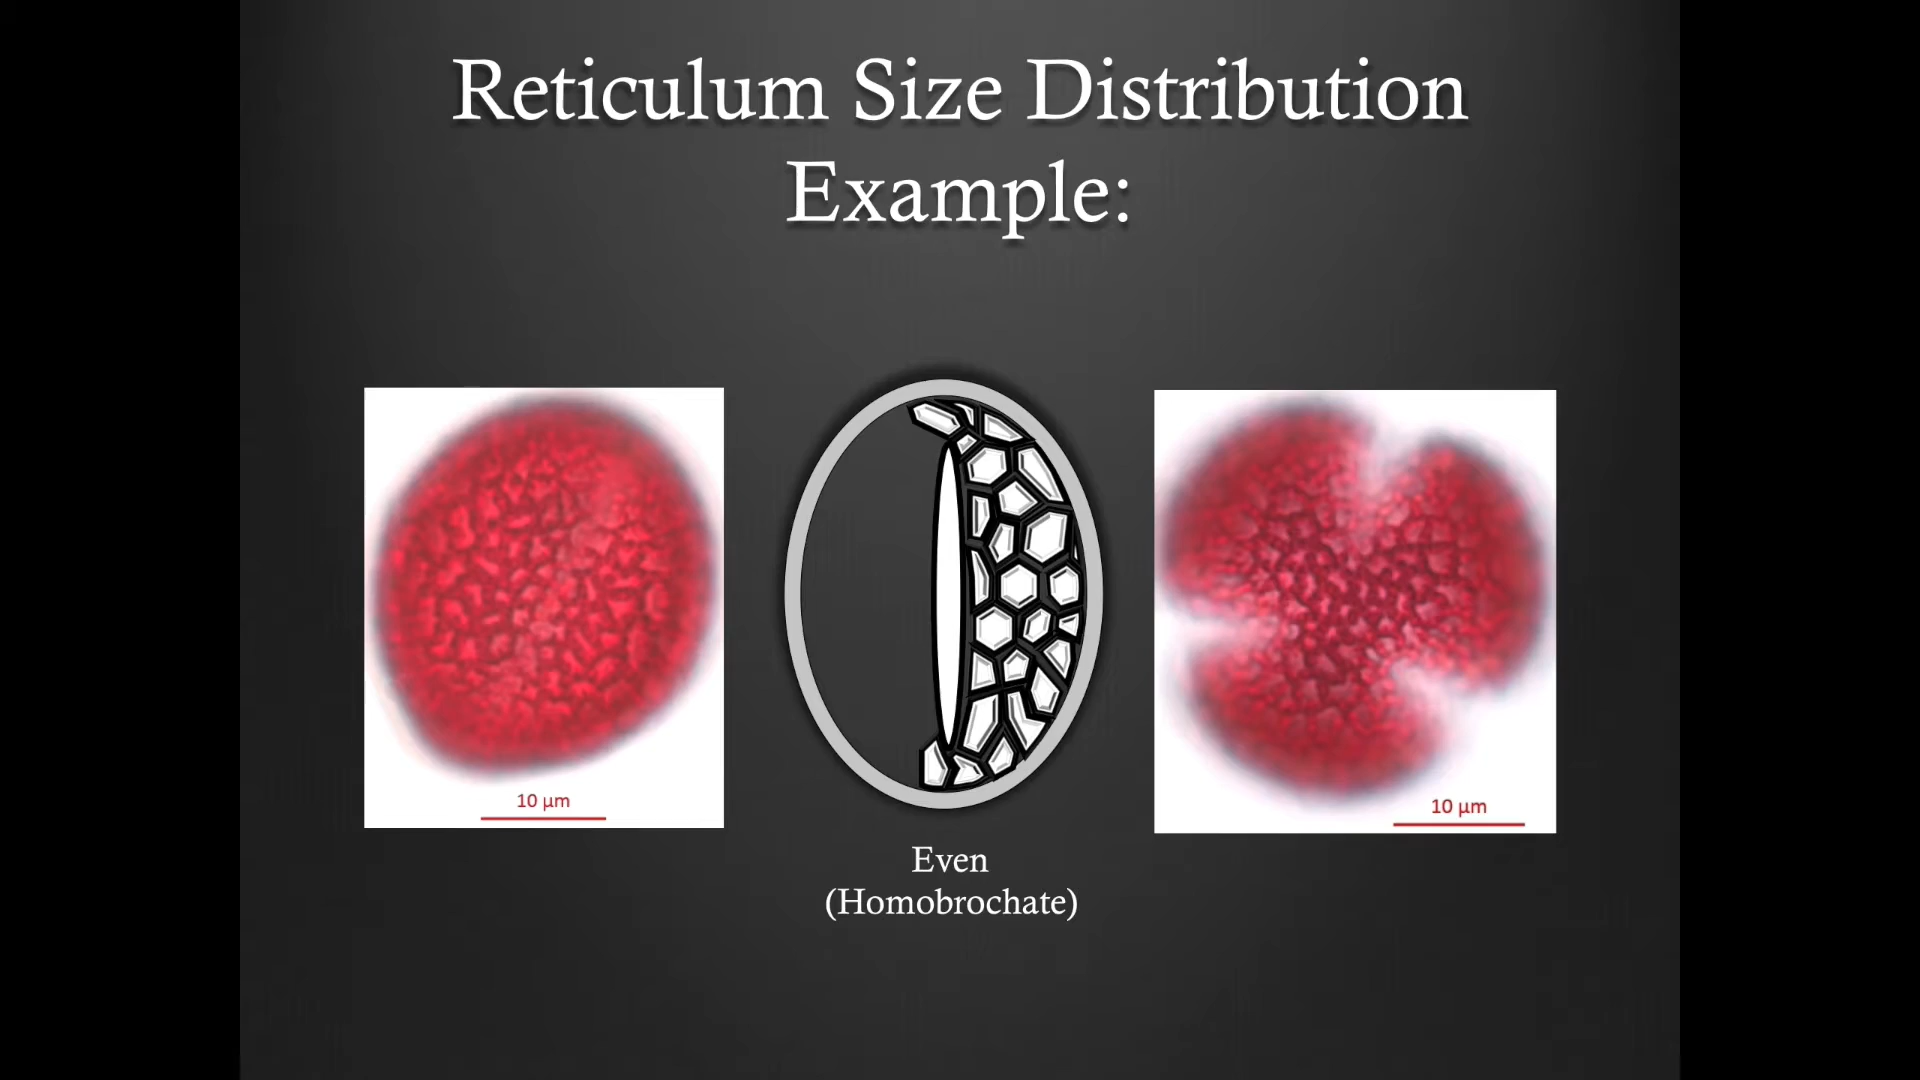 Reticulum Size Distribution
Example:
10 µm
10 µm
Even
(Homobrochate)